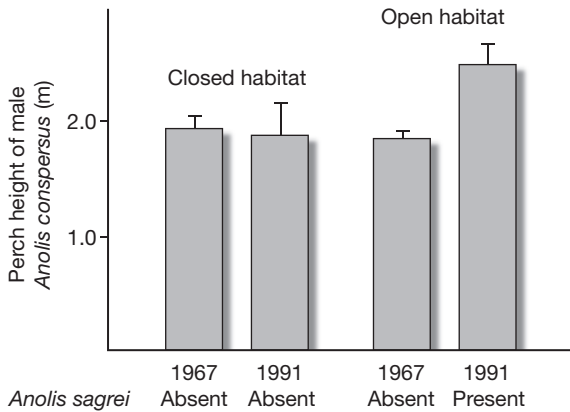 Open habitat
Closed habitat
Perch height of male
Anolis conspersus (m)
2.0
1.0
1967 1991 1967 1991
Anolis sagrei Absent Absent Absent Present